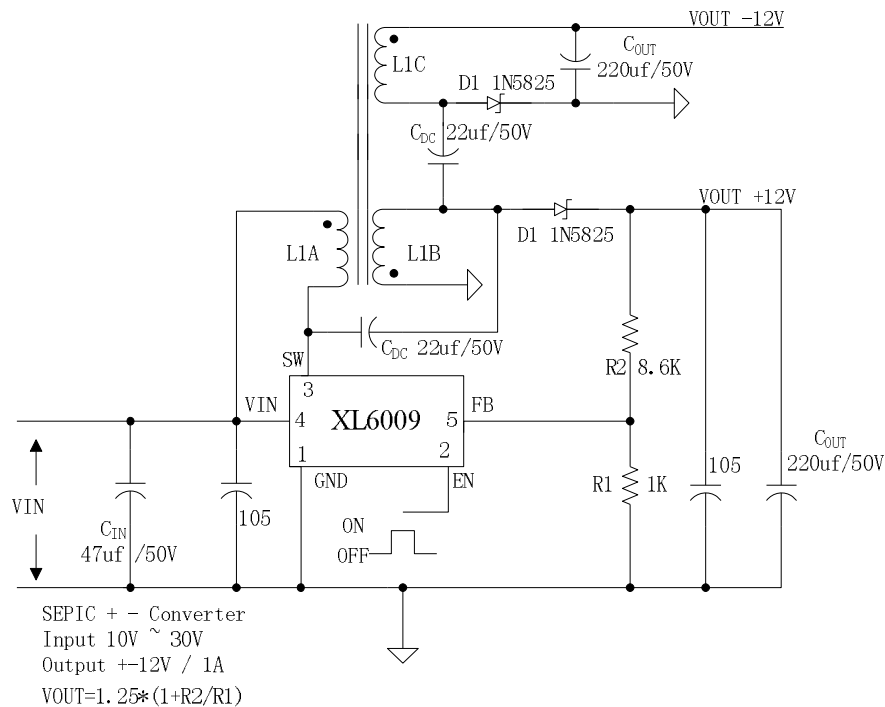 VOUT -12V
COUT
220uf/50V
L1C
D1 1N5825
CDC 22uf/50V
VOUT +12V
D1 1N5825
L1A
L1B
CDC 22uf/50V
SW
3
R2 8.6K
VIN
4
XL6009
5
FB
1
2
GND
EN
R1 1K
105
COUT
220uf/50V
VIN
CIN
47uf /50V
105
ON
OFF
SEPIC + - Converter
Input 10V ~ 30V
Output +-12V / 1A
VOUT=1.25*(1+R2/R1)